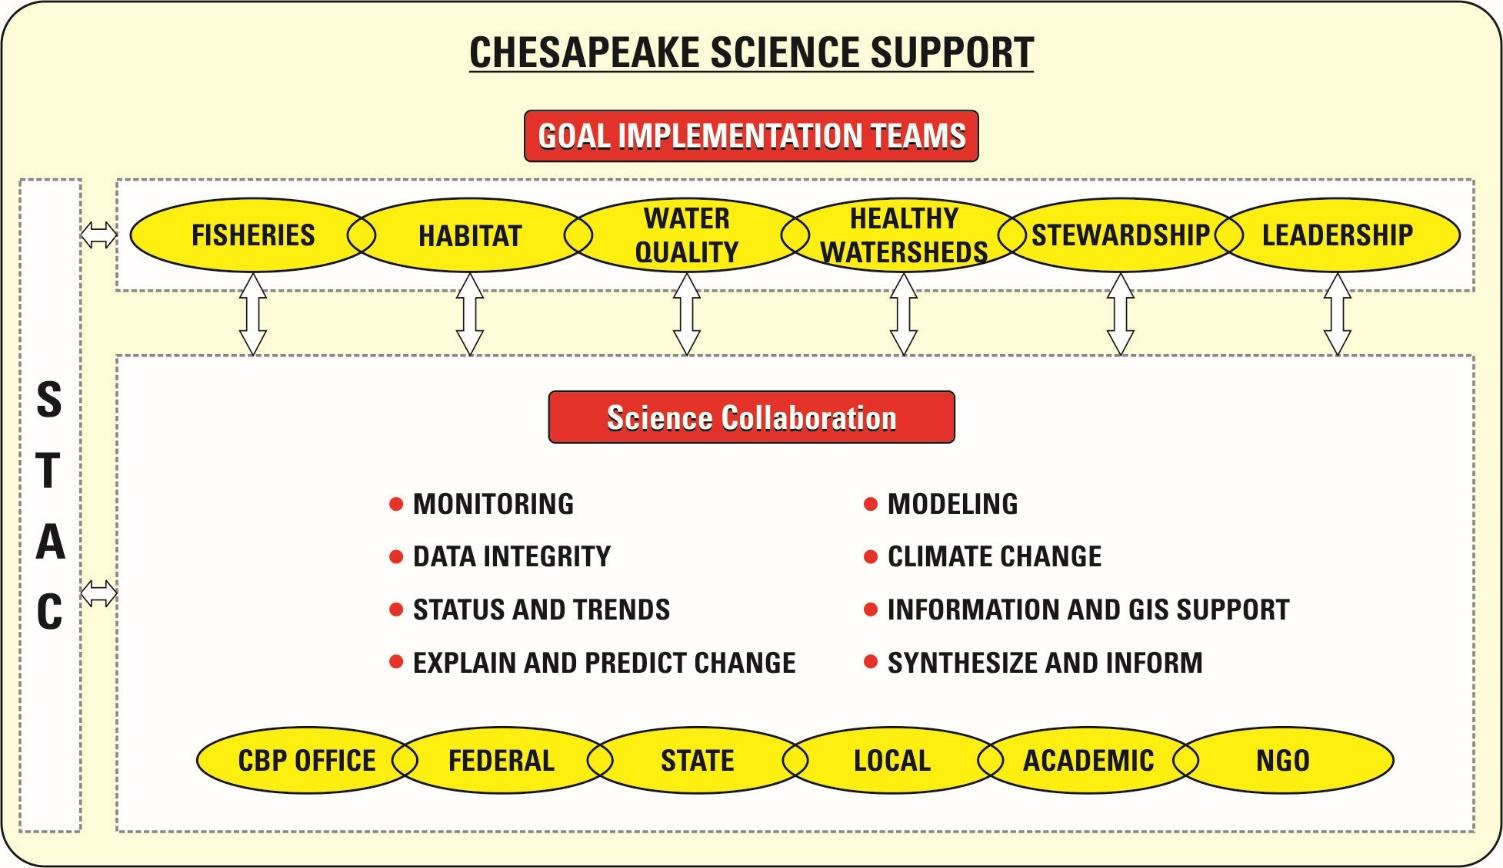 CHESAPEAKE SCIENCE SUPPORT
GOAL IMPLEMENTATION TEAMS
FISHERIES
HABITAT
WATER
QUALITY
HEALTHY
WATERSHEDS
STEWARDSHIP
LEADERSHIP
S
T
A
C
Science Collaboration
MONITORING
DATA INTEGRITY
STATUS AND TRENDS
EXPLAIN AND PREDICT CHANGE
MODELING
CLIMATE CHANGE
INFORMATION AND GIS SUPPORT
SYNTHESIZE AND INFORM
CBP OFFICE
FEDERAL
STATE
LOCAL
ACADEMIC
NGO